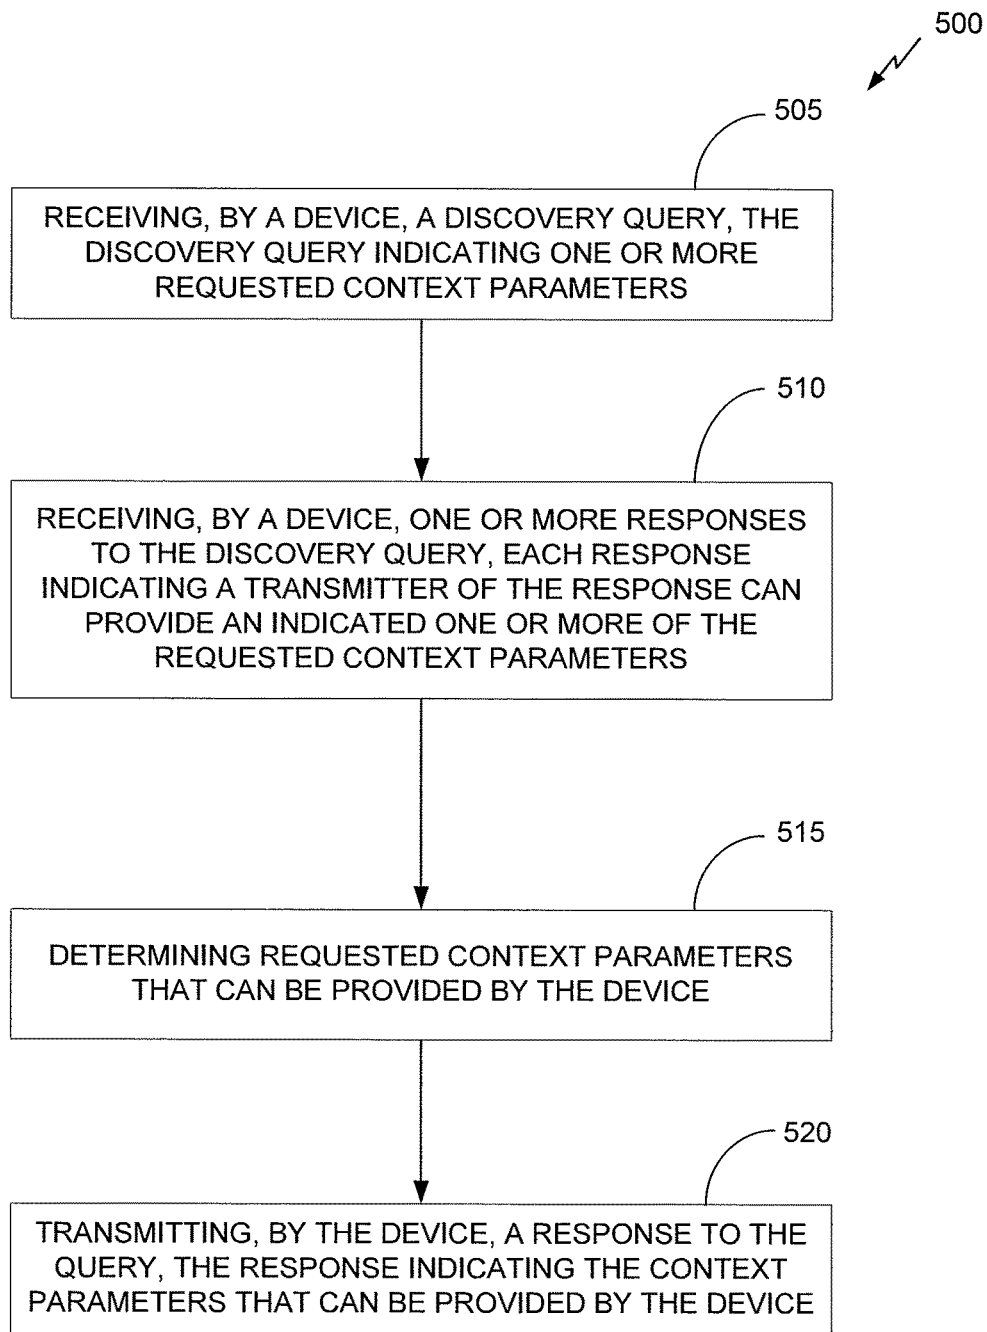 500
505
RECEIVING, BY A DEVICE, A DISCOVERY QUERY, THE
DISCOVERY QUERY INDICATING ONE OR MORE
REQUESTED CONTEXT PARAMETERS
510
RECEIVING, BY A DEVICE, ONE OR MORE RESPONSES
TO THE DISCOVERY QUERY, EACH RESPONSE
INDICATING A TRANSMITTER OF THE RESPONSE CAN
PROVIDE AN INDICATED ONE OR MORE OF THE
REQUESTED CONTEXT PARAMETERS
515
DETERMINING REQUESTED CONTEXT PARAMETERS
THAT CAN BE PROVIDED BY THE DEVICE
520
TRANSMITTING, BY THE DEVICE, A RESPONSE TO THE
QUERY, THE RESPONSE INDICATING THE CONTEXT
PARAMETERS THAT CAN BE PROVIDED BY THE DEVICE